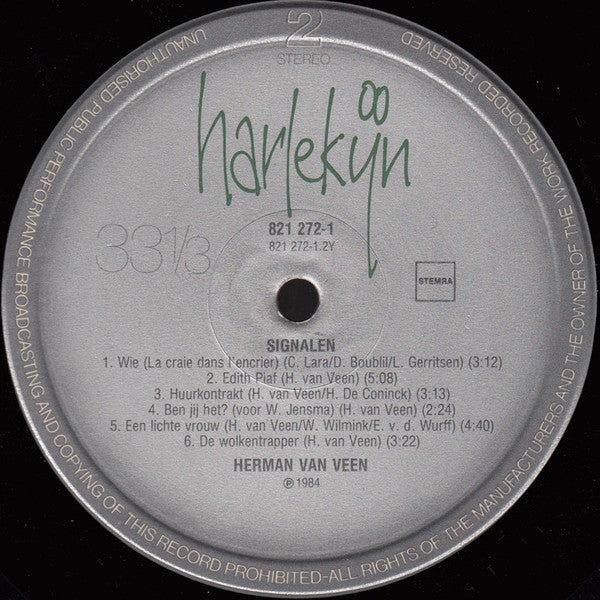 2
STEREO
harlekijn
821 272-1
821 272-1.2Y
33 1/3
STEMRA
SIGNALEN
1. Wie (La craie dans l'encrier) (C. Lara/D. Boublil/L. Gerritsen) (3:12)
2. Edith Piaf (H. van Veen) (5:08)
3. Huurkontrakt (H. van Veen/H. De Coninck) (3:13)
4. Ben jij het? (voor W. Jensma) (H. van Veen) (2:24)
5. Een lichte vrouw (H. van Veen/W. Wilmink/E. v. d. Wurff) (4:40)
6. De wolkentrapper (H. van Veen) (3:22)
HERMAN VAN VEEN
℗ 1984
UNAUTHORISED PUBLIC PERFORMANCE BROADCASTING AND COPYING OF THIS RECORD PROHIBITED-ALL RIGHTS OF THE MANUFACTURERS AND THE OWNER OF THE WORK RECORDED RESERVED